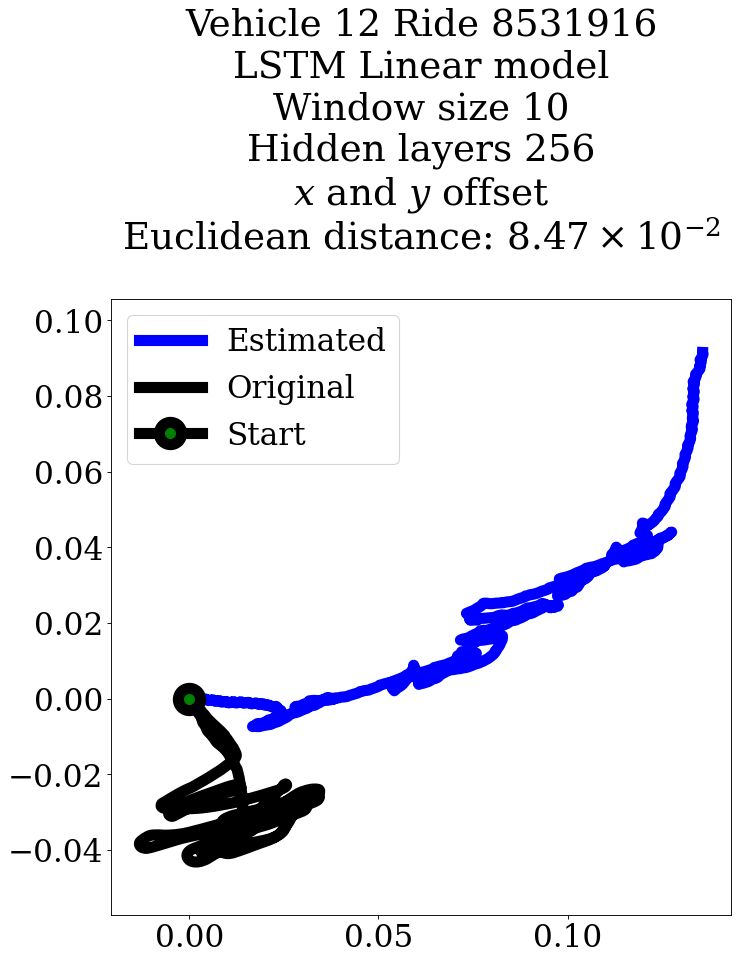 Vehicle 12 Ride 8531916
LSTM Linear model
Window size 10
Hidden layers 256
x and y offset
Euclidean distance: 8.47 × 10⁻²
Estimated
Original
Start
0.10
0.08
0.06
0.04
0.02
0.00
−0.02
−0.04
0.00 0.05 0.10